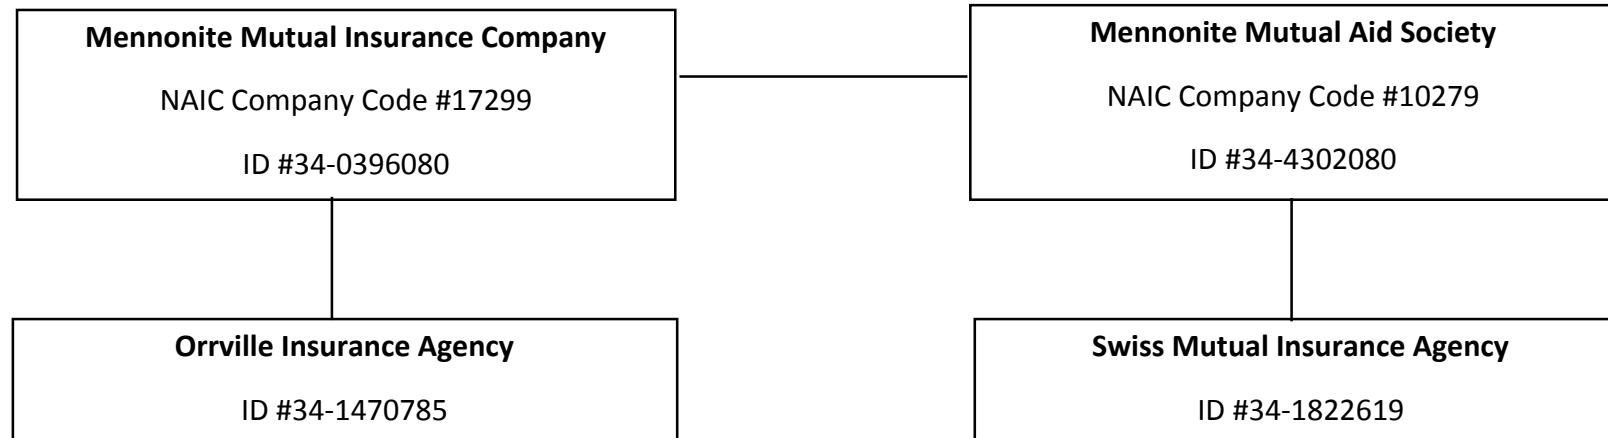 Mennonite Mutual Insurance Company
NAIC Company Code #17299
ID #34-0396080
Mennonite Mutual Aid Society
NAIC Company Code #10279
ID #34-4302080
Orrville Insurance Agency
ID #34-1470785
Swiss Mutual Insurance Agency
ID #34-1822619